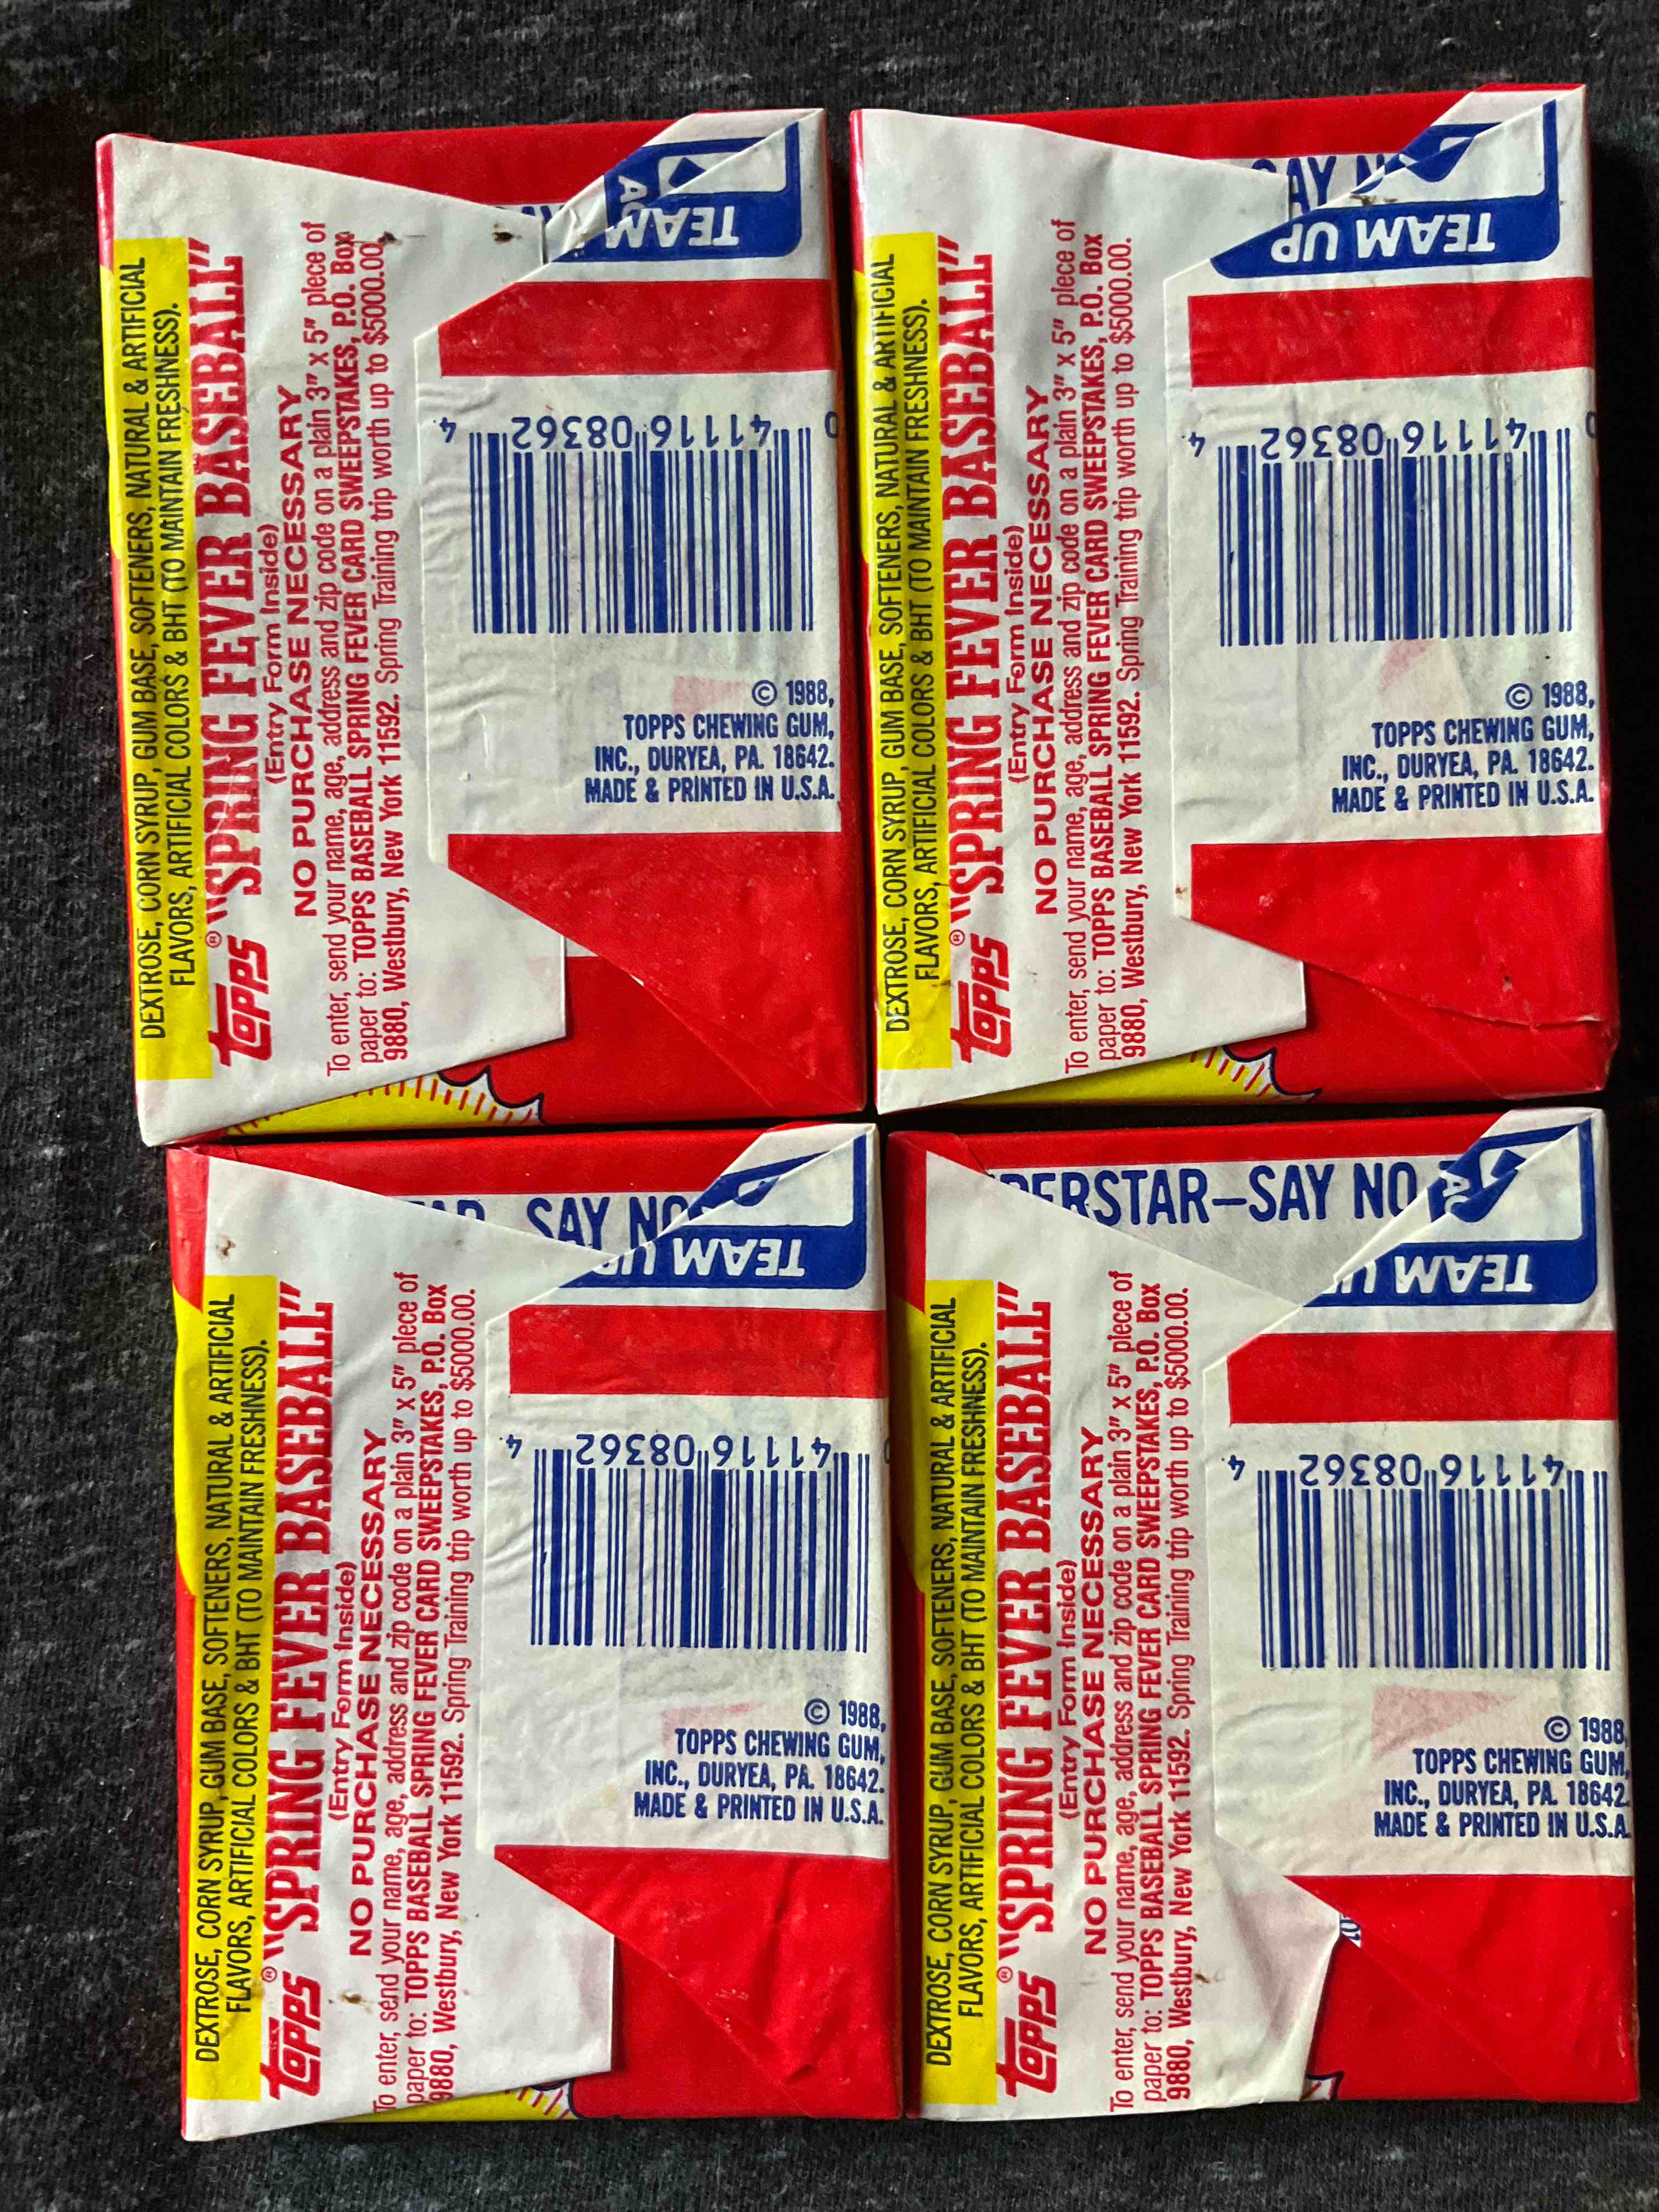 DEXTROSE, CORN SYRUP, GUM BASE, SOFTENERS, NATURAL & ARTIFICIAL
FLAVORS, ARTIFICIAL COLORS & BHT (TO MAINTAIN FRESHNESS).
TOPPS® "SPRING FEVER BASEBALL"
(Entry Form Inside)
NO PURCHASE NECESSARY
To enter, send your name, age, address and zip code on a plain 3" x 5" piece of
paper to: TOPPS BASEBALL SPRING FEVER CARD SWEEPSTAKES, P.O. Box
9880, Westbury, New York 11592. Spring Training trip worth up to $5000.00.
TEAM
0 41116 08362 4
© 1988,
TOPPS CHEWING GUM,
INC., DURYEA, PA. 18642.
MADE & PRINTED IN U.S.A.
DEXTROSE, CORN SYRUP, GUM BASE, SOFTENERS, NATURAL & ARTIFICIAL
FLAVORS, ARTIFICIAL COLORS & BHT (TO MAINTAIN FRESHNESS).
TOPPS® "SPRING FEVER BASEBALL"
(Entry Form Inside)
NO PURCHASE NECESSARY
To enter, send your name, age, address and zip code on a plain 3" x 5" piece of
paper to: TOPPS BASEBALL SPRING FEVER CARD SWEEPSTAKES, P.O. Box
9880, Westbury, New York 11592. Spring Training trip worth up to $5000.00.
SAY N
TEAM UP
0 41116 08362 4
© 1988,
TOPPS CHEWING GUM,
INC., DURYEA, PA. 18642.
MADE & PRINTED IN U.S.A.
DEXTROSE, CORN SYRUP, GUM BASE, SOFTENERS, NATURAL & ARTIFICIAL
FLAVORS, ARTIFICIAL COLORS & BHT (TO MAINTAIN FRESHNESS).
TOPPS® "SPRING FEVER BASEBALL"
(Entry Form Inside)
NO PURCHASE NECESSARY
To enter, send your name, age, address and zip code on a plain 3" x 5" piece of
paper to: TOPPS BASEBALL SPRING FEVER CARD SWEEPSTAKES, P.O. Box
9880, Westbury, New York 11592. Spring Training trip worth up to $5000.00.
SAY NO
TEAM UP
0 41116 08362 4
© 1988,
TOPPS CHEWING GUM,
INC., DURYEA, PA. 18642.
MADE & PRINTED IN U.S.A.
DEXTROSE, CORN SYRUP, GUM BASE, SOFTENERS, NATURAL & ARTIFICIAL
FLAVORS, ARTIFICIAL COLORS & BHT (TO MAINTAIN FRESHNESS).
TOPPS® "SPRING FEVER BASEBALL"
(Entry Form Inside)
NO PURCHASE NECESSARY
To enter, send your name, age, address and zip code on a plain 3" x 5" piece of
paper to: TOPPS BASEBALL SPRING FEVER CARD SWEEPSTAKES, P.O. Box
9880, Westbury, New York 11592. Spring Training trip worth up to $5000.00.
PERSTAR-SAY NO
TEAM U
41116 08362 4
© 1988,
TOPPS CHEWING GUM,
INC., DURYEA, PA. 18642.
MADE & PRINTED IN U.S.A.